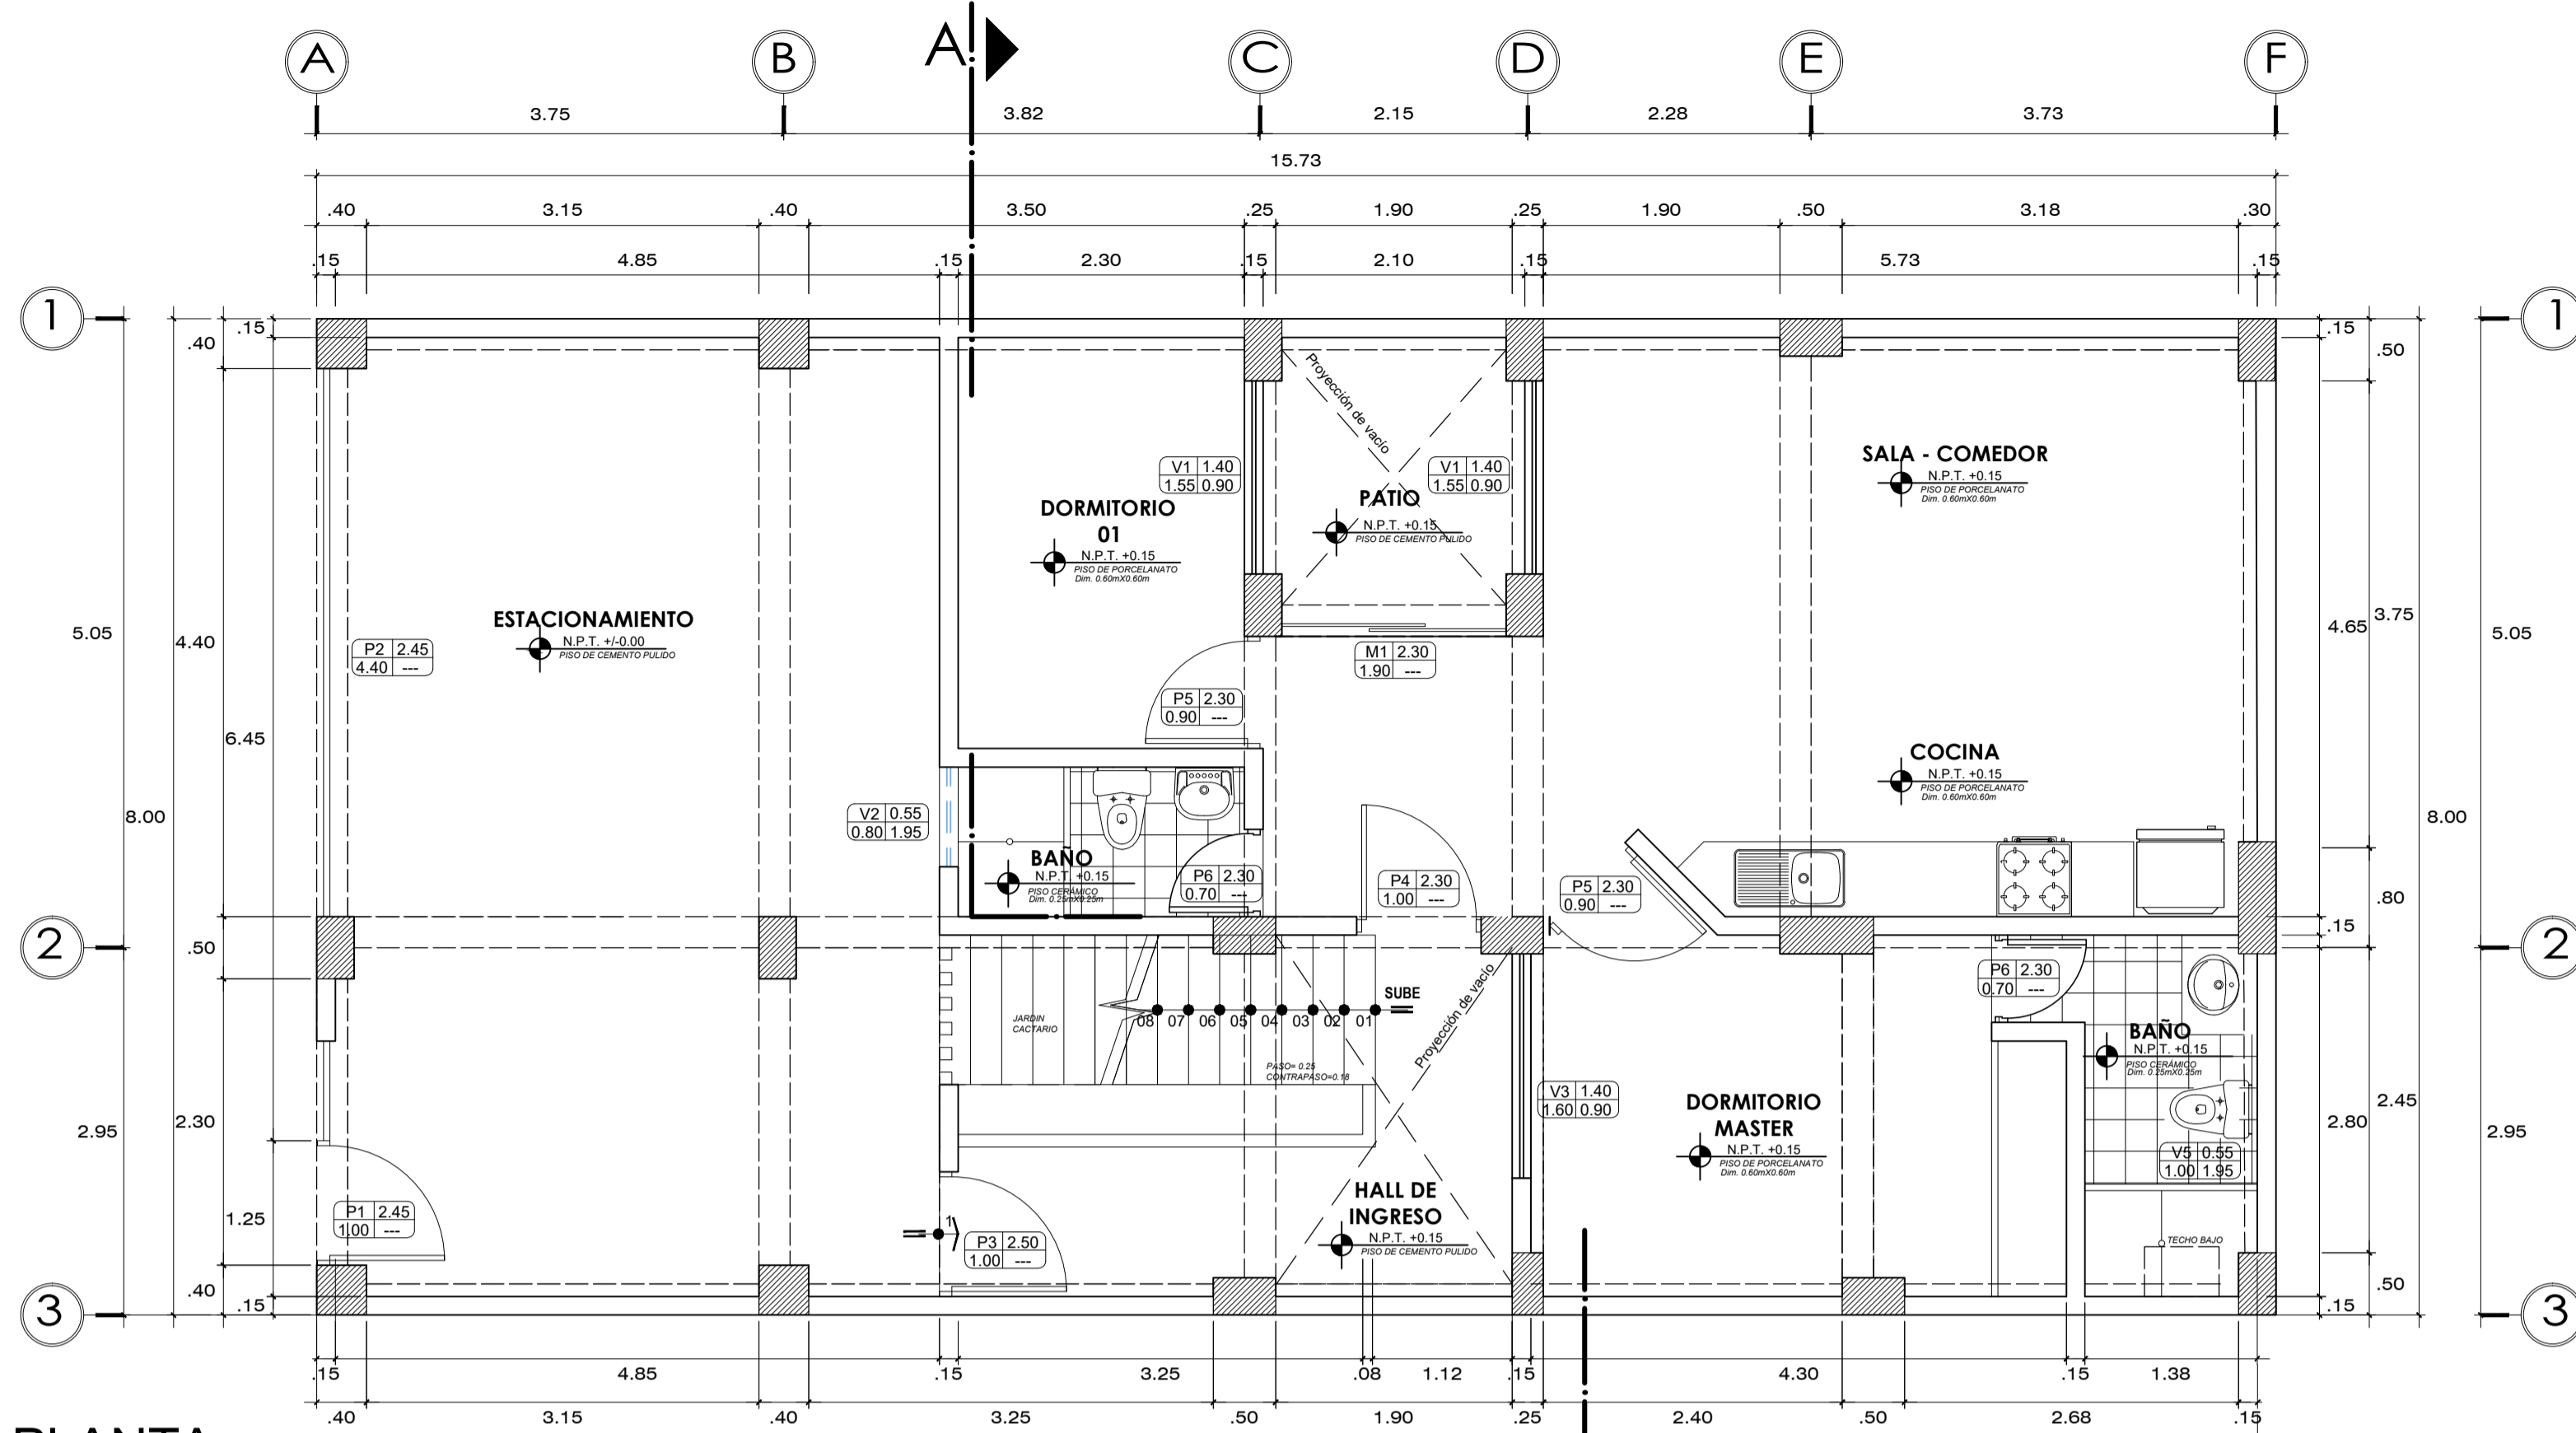 A B A C D E F
3.75 3.82 2.15 2.28 3.73
15.73
.40 3.15 .40 3.50 .25 1.90 .25 1.90 .50 3.18 .30
.15 4.85 .15 2.30 .15 2.10 .15 5.73 .15
1 .15 .15 1
.40 .50
Proyección de vacío
SALA - COMEDOR
N.P.T. +0.15
PISO DE PORCELANATO
Dim. 0.60mX0.60m
V1 1.40
1.55 0.90
V1 1.40
1.55 0.90
PATIO
N.P.T. +0.15
PISO DE CEMENTO PULIDO
DORMITORIO
01
N.P.T. +0.15
PISO DE PORCELANATO
Dim. 0.60mX0.60m
ESTACIONAMIENTO
N.P.T. +/-0.00
PISO DE CEMENTO PULIDO
5.05 4.40 4.65 3.75 5.05
P2 2.45
4.40 ---
M1 2.30
1.90 ---
P5 2.30
0.90 ---
6.45
COCINA
N.P.T. +0.15
PISO DE PORCELANATO
Dim. 0.60mX0.60m
8.00 8.00
V2 0.55
0.80 1.95
BAÑO
N.P.T. +0.15
PISO CERÁMICO
Dim. 0.25mX0.25m
P6 2.30
0.70 ---
P4 2.30
1.00 ---
P5 2.30
0.90 ---
.80
.15
2 .50 2
P6 2.30
0.70 ---
SUBE
08 07 06 05 04 03 02 01
JARDIN
CACTARIO
Proyección de vacío
PASO= 0.25
CONTRAPASO=0.18
BAÑO
N.P.T. +0.15
PISO CERÁMICO
Dim. 0.25mX0.25m
V3 1.40
1.60 0.90
DORMITORIO
MASTER
N.P.T. +0.15
PISO DE PORCELANATO
Dim. 0.60mX0.60m
2.95 2.30 2.80 2.45 2.95
V5 0.55
1.00 1.95
HALL DE
INGRESO
N.P.T. +0.15
PISO DE CEMENTO PULIDO
P1 2.45
1.00 ---
1.25
1
P3 2.50
1.00 ---
TECHO BAJO
.40 .50
3 .15 .15 3
.15 4.85 .15 3.25 .08 1.12 .15 4.30 .15 1.38
.40 3.15 .40 3.25 .50 1.90 .25 2.40 .50 2.68 .15
PLANTA